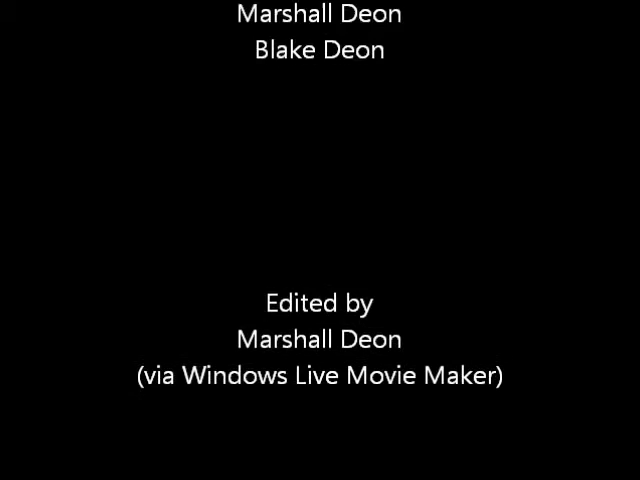 Marshall Deon
Blake Deon
Edited by
Marshall Deon
(via Windows Live Movie Maker)